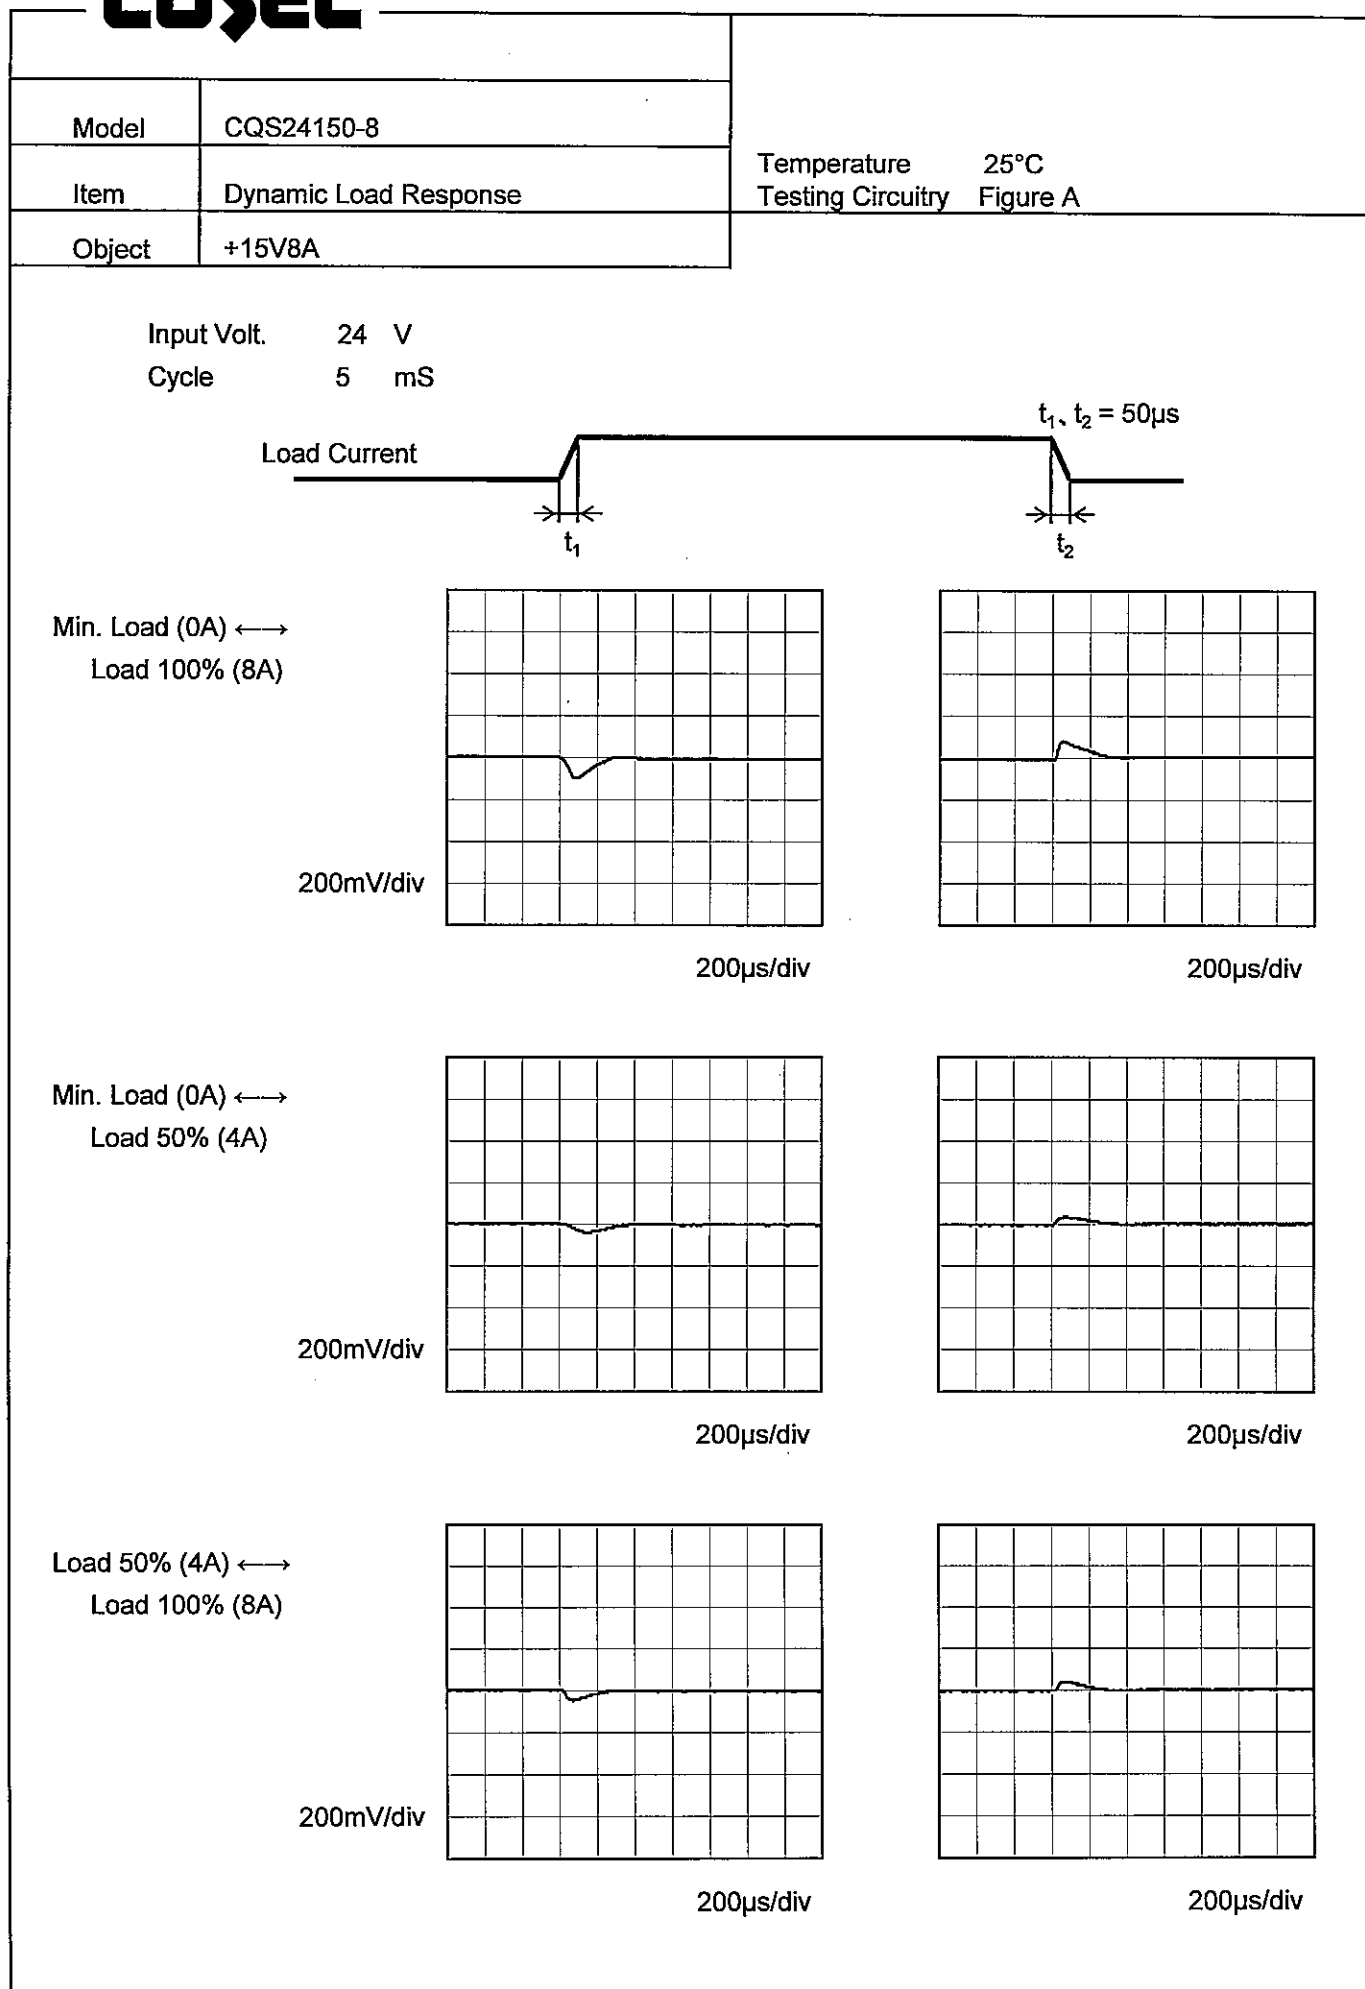 COSEL
Model CQS24150-8
Item Dynamic Load Response
Object +15V8A
Temperature 25°C
Testing Circuitry Figure A
Input Volt. 24 V
Cycle 5 mS
t₁、t₂ = 50µs
Load Current
t₁ t₂
Min. Load (0A) ←→
Load 100% (8A)
200mV/div
200µs/div 200µs/div
Min. Load (0A) ←→
Load 50% (4A)
200mV/div
200µs/div 200µs/div
Load 50% (4A) ←→
Load 100% (8A)
200mV/div
200µs/div 200µs/div